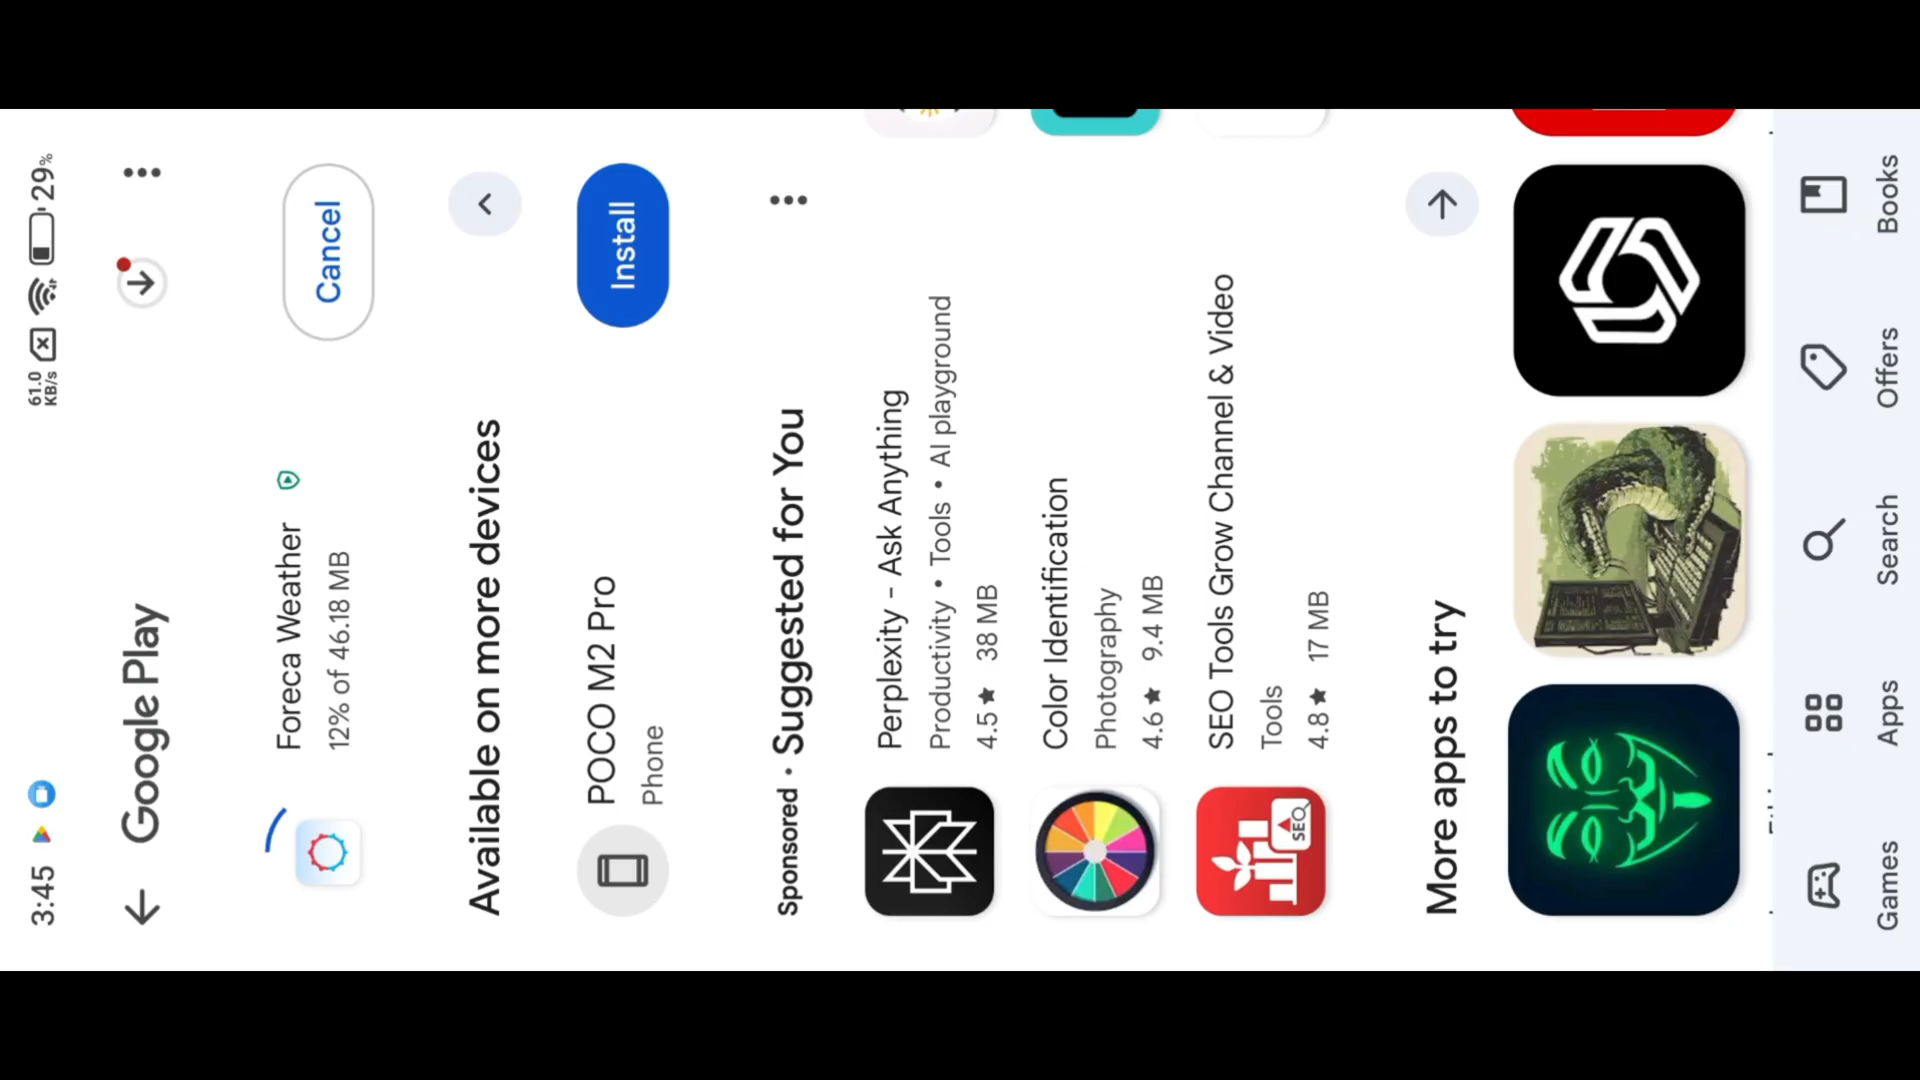 3:45
61.0
KB/s
29%
Google Play
Foreca Weather
12% of 46.18 MB
Cancel
Available on more devices
POCO M2 Pro
Phone
Install
Sponsored • Suggested for You
Perplexity - Ask Anything
Productivity • Tools • AI playground
4.5★ 38 MB
Color Identification
Photography
4.6★ 9.4 MB
SEO
SEO Tools Grow Channel & Video
Tools
4.8★ 17 MB
More apps to try
Games
Apps
Search
Offers
Books